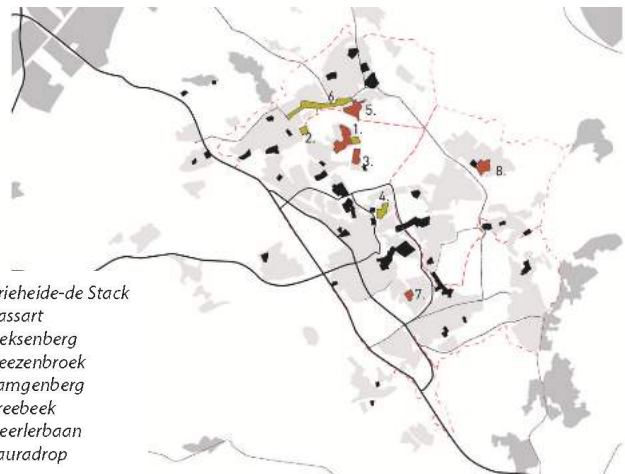 6.
5.
1.
2.
3.
8.
4.
7.
rieheide-de Stack
assart
eksenberg
eezenbroek
amgenberg
reebeek
eerlerbaan
auradrop